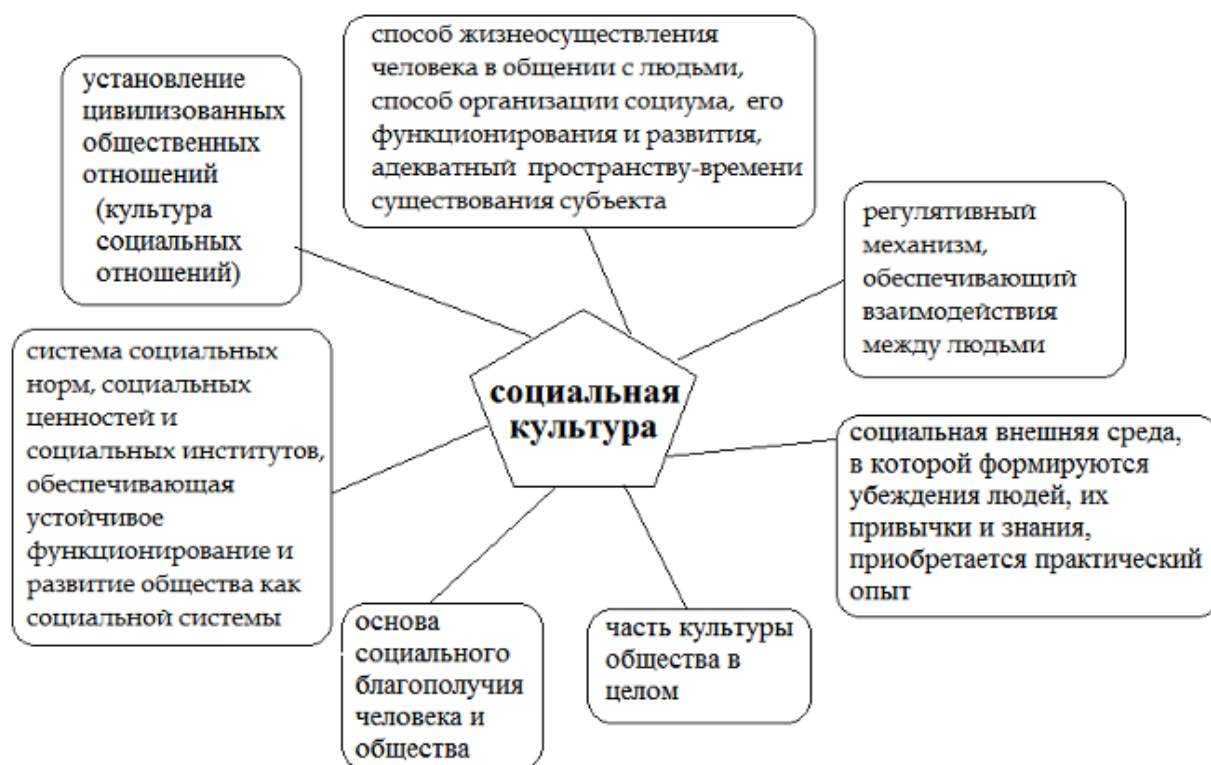 способ жизнеосуществления
человека в общении с людьми,
способ организации социума, его
функционирования и развития,
адекватный пространству-времени
существования субъекта
установление
цивилизованных
общественных
отношений
(культура
социальных
отношений)
регулятивный
механизм,
обеспечивающий
взаимодействия
между людьми
система социальных
норм, социальных
ценностей и
социальных институтов,
обеспечивающая
устойчивое
функционирование и
развитие общества как
социальной системы
социальная
культура
социальная внешняя среда,
в которой формируются
убеждения людей, их
привычки и знания,
приобретается практический
опыт
основа
социального
благополучия
человека и
общества
часть культуры
общества в
целом